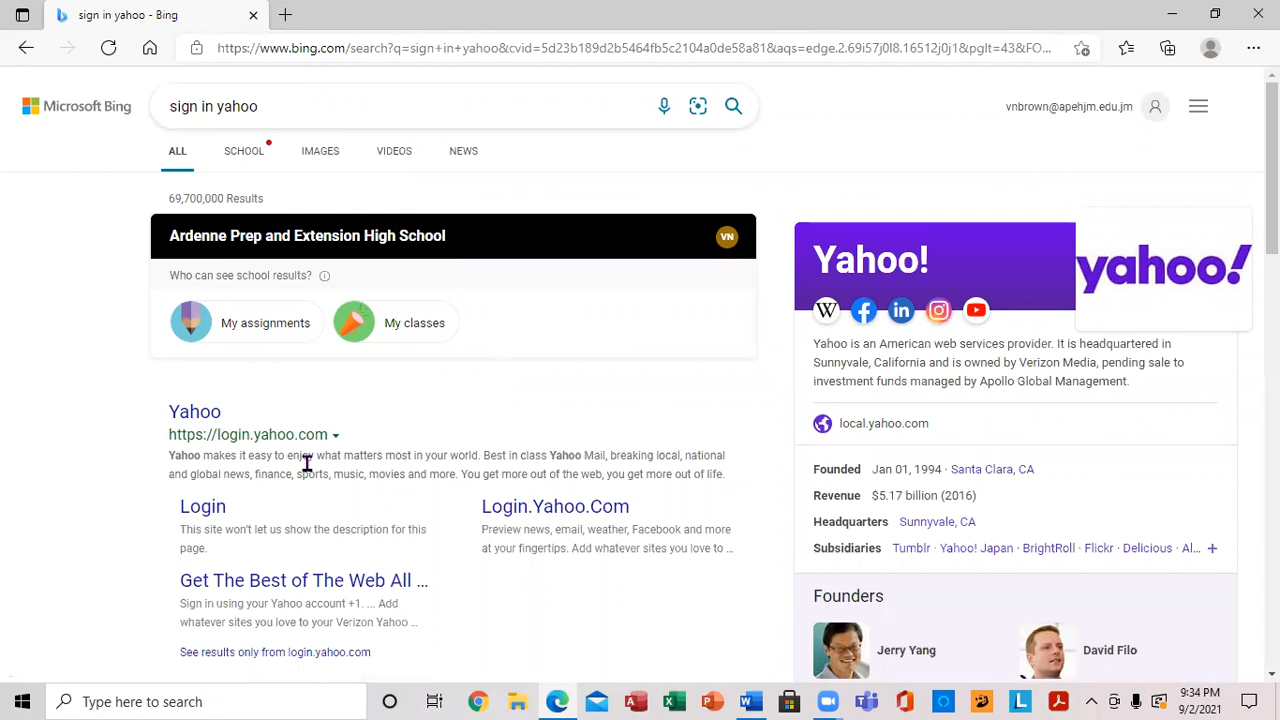 sign in yahoo - Bing
https://www.bing.com/search?q=sign+in+yahoo&cvid=5d23b189d2b5464fb5c2104a0de58a81&aqs=edge.2.69i57j0l8.16512j0j1&pglt=43&FO...
Microsoft Bing
sign in yahoo
vnbrown@apehjm.edu.jm
ALL SCHOOL IMAGES VIDEOS NEWS
69,700,000 Results
Ardenne Prep and Extension High School
VN
Who can see school results?
My assignments My classes
Yahoo
https://login.yahoo.com
Yahoo makes it easy to enjoy what matters most in your world. Best in class Yahoo Mail, breaking local, national
and global news, finance, sports, music, movies and more. You get more out of the web, you get more out of life.
Login
This site won't let us show the description for this
page.
Login.Yahoo.Com
Preview news, email, weather, Facebook and more
at your fingertips. Add whatever sites you love to ...
Get The Best of The Web All ...
Sign in using your Yahoo account +1. ... Add
whatever sites you love to your Verizon Yahoo ...
See results only from login.yahoo.com
Yahoo!
yahoo!
W
in
Yahoo is an American web services provider. It is headquartered in
Sunnyvale, California and is owned by Verizon Media, pending sale to
investment funds managed by Apollo Global Management.
local.yahoo.com
Founded Jan 01, 1994 · Santa Clara, CA
Revenue $5.17 billion (2016)
Headquarters Sunnyvale, CA
Subsidiaries Tumblr · Yahoo! Japan · BrightRoll · Flickr · Delicious · Al...
Founders
Jerry Yang
David Filo
Type here to search
9:34 PM
9/2/2021